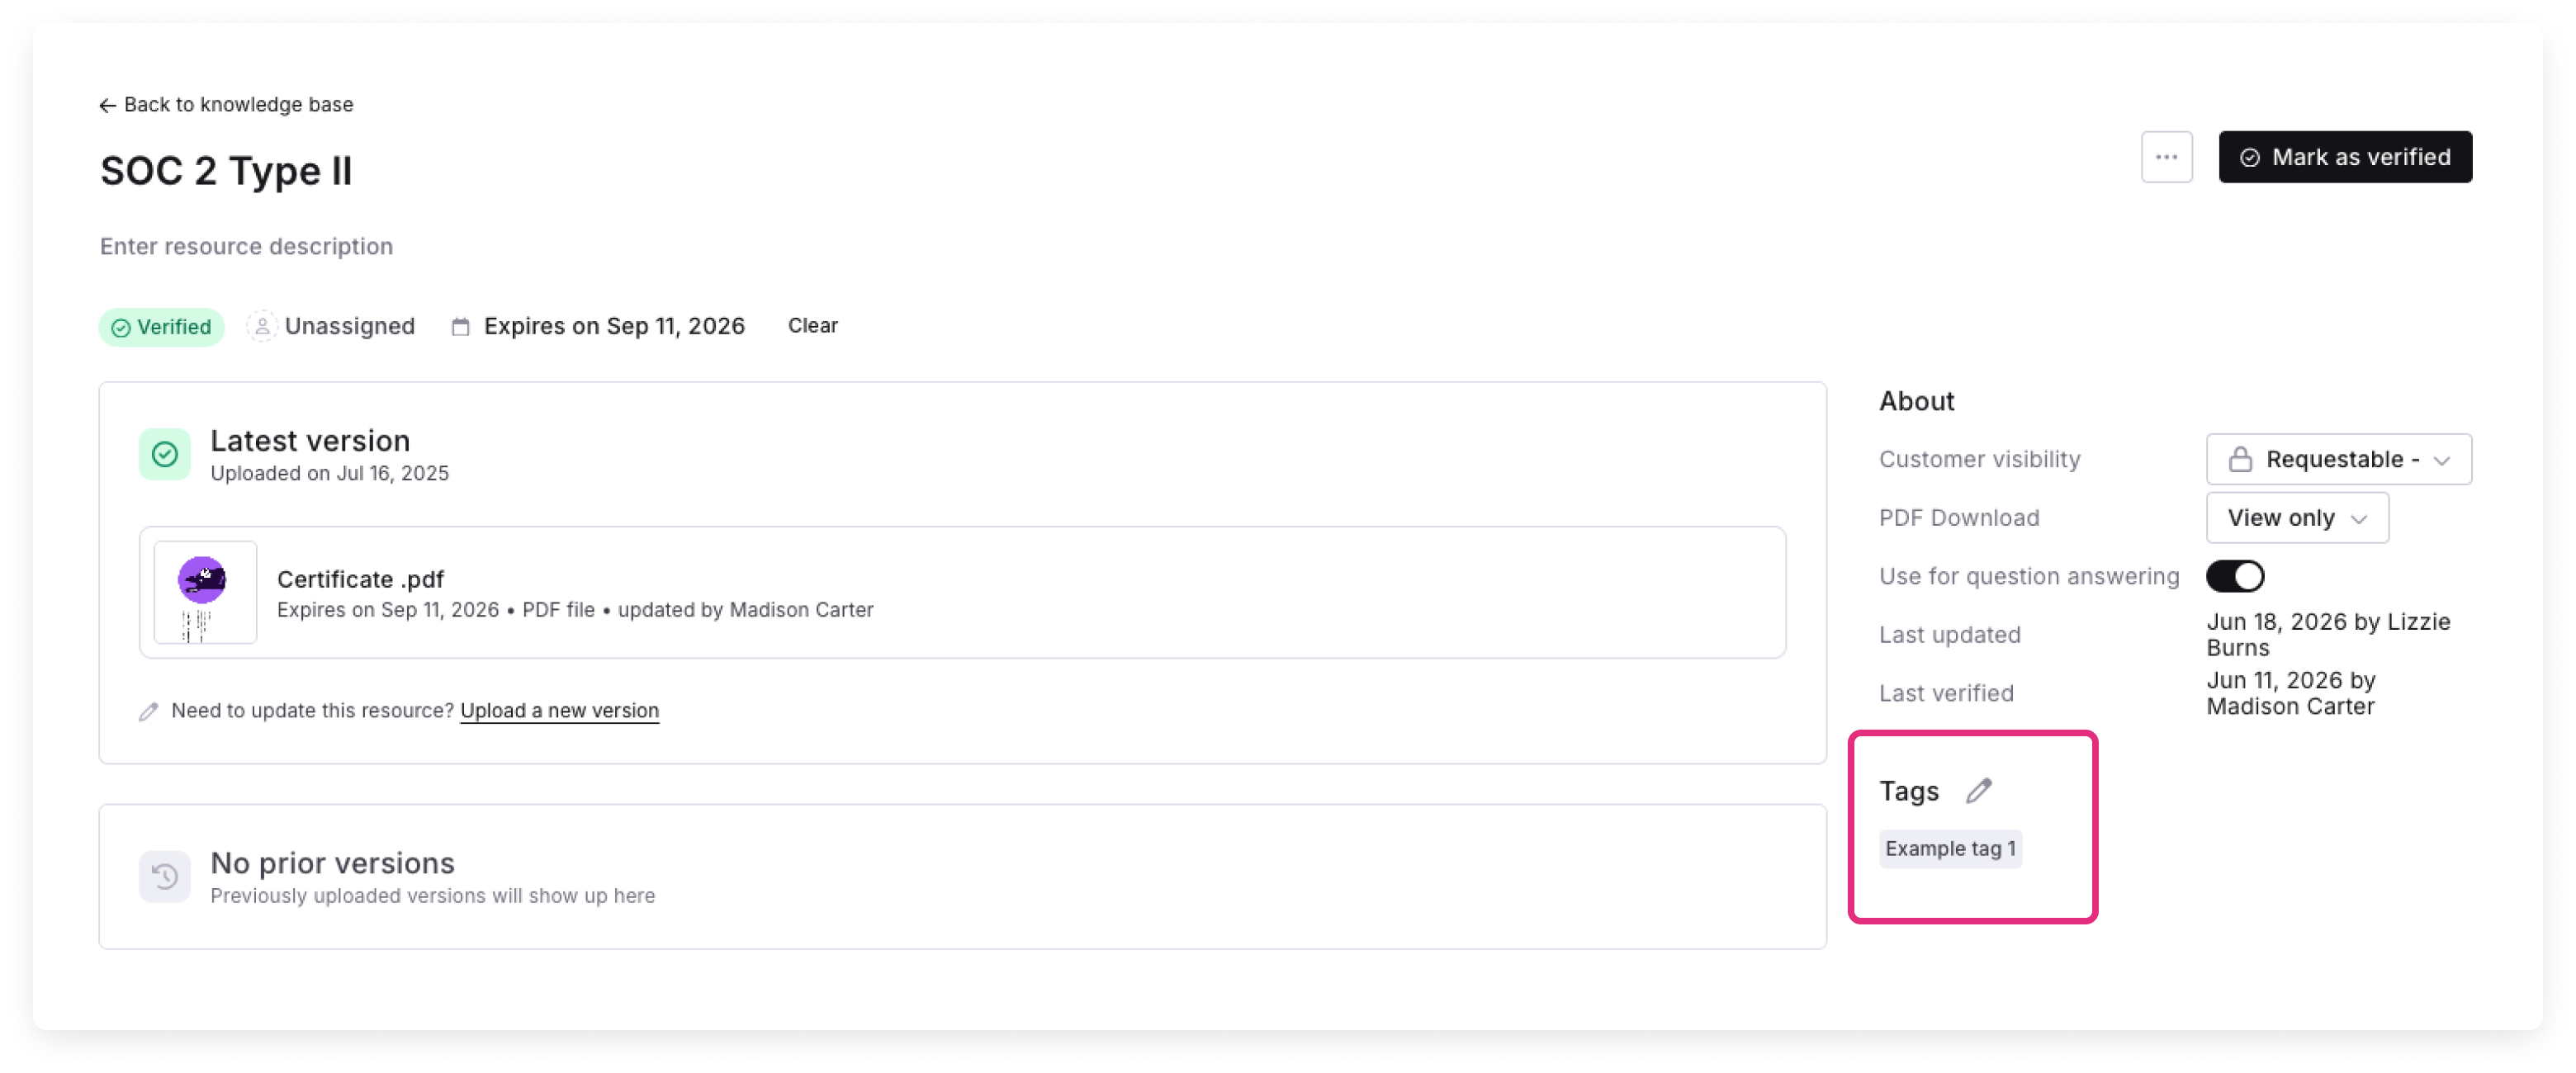 Back to knowledge base
SOC 2 Type II
Mark as verified
Enter resource description
Verified
Unassigned
Expires on Sep 11, 2026
Clear
Latest version
Uploaded on Jul 16, 2025
Certificate .pdf
Expires on Sep 11, 2026 • PDF file • updated by Madison Carter
Need to update this resource? Upload a new version
No prior versions
Previously uploaded versions will show up here
About
Customer visibility
Requestable -
PDF Download
View only
Use for question answering
Last updated
Jun 18, 2026 by Lizzie
Burns
Last verified
Jun 11, 2026 by
Madison Carter
Tags
Example tag 1